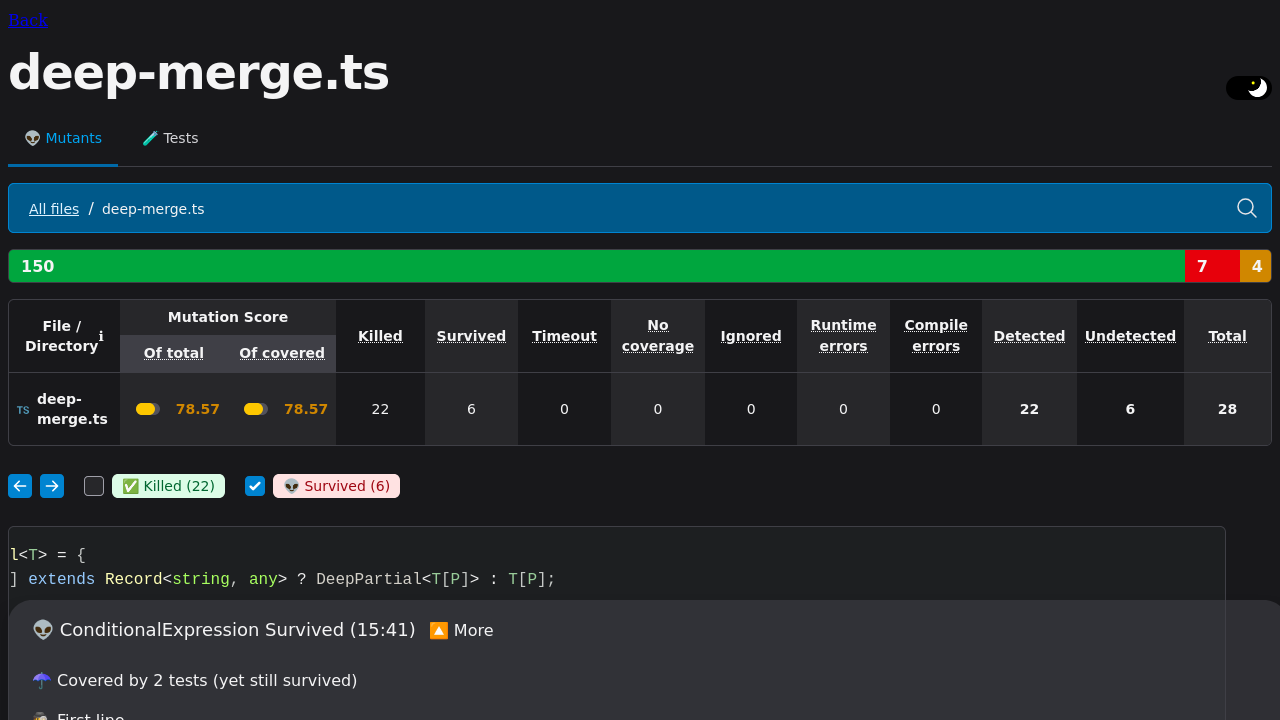 Back
deep-merge.ts
👽 Mutants 🧪 Tests
All files / deep-merge.ts
150 7 4
File / Directory ℹ Mutation Score Killed Survived Timeout No coverage Ignored Runtime errors Compile errors Detected Undetected Total
Of total Of covered
TS deep-merge.ts 78.57 78.57 22 6 0 0 0 0 0 22 6 28
✅ Killed (22) 👽 Survived (6)
l<T> = {
] extends Record<string, any> ? DeepPartial<T[P]> : T[P];
👽 ConditionalExpression Survived (15:41) 🔼 More
☂️ Covered by 2 tests (yet still survived)
First line